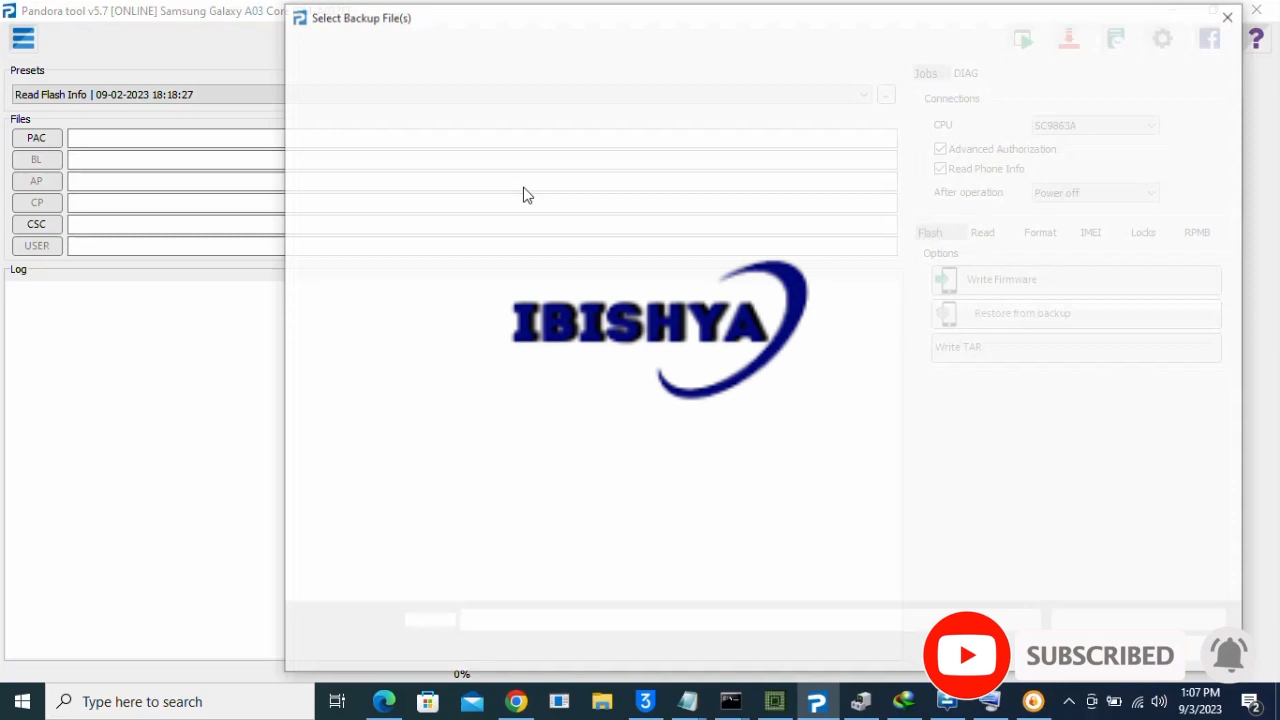 Pandora tool v5.7 [ONLINE] Samsung Galaxy A03 Cor
Select Backup File(s)
Presets
Read Flash Info | 09-02-2023 18:18:27
...
Files
PAC
BL
AP
CP
CSC
USER
Log
IBISHYA
Jobs
DIAG
Connections
CPU
SC9863A
Advanced Authorization
Read Phone Info
After operation
Power off
Flash
Read
Format
IMEI
Locks
RPMB
Options
Write Firmware
Restore from backup
Write TAR
0%
SUBSCRIBED
Type here to search
1:07 PM
9/3/2023
2